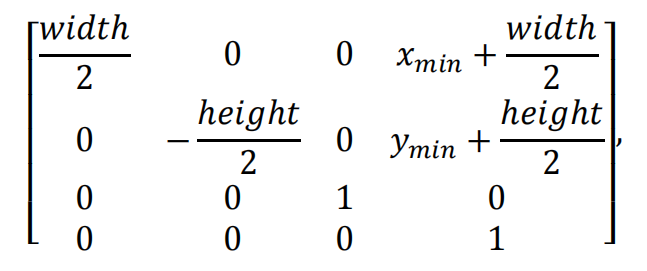 width/2 0 0 x_min + width/2
0 −height/2 0 y_min + height/2
0 0 1 0
0 0 0 1 ,